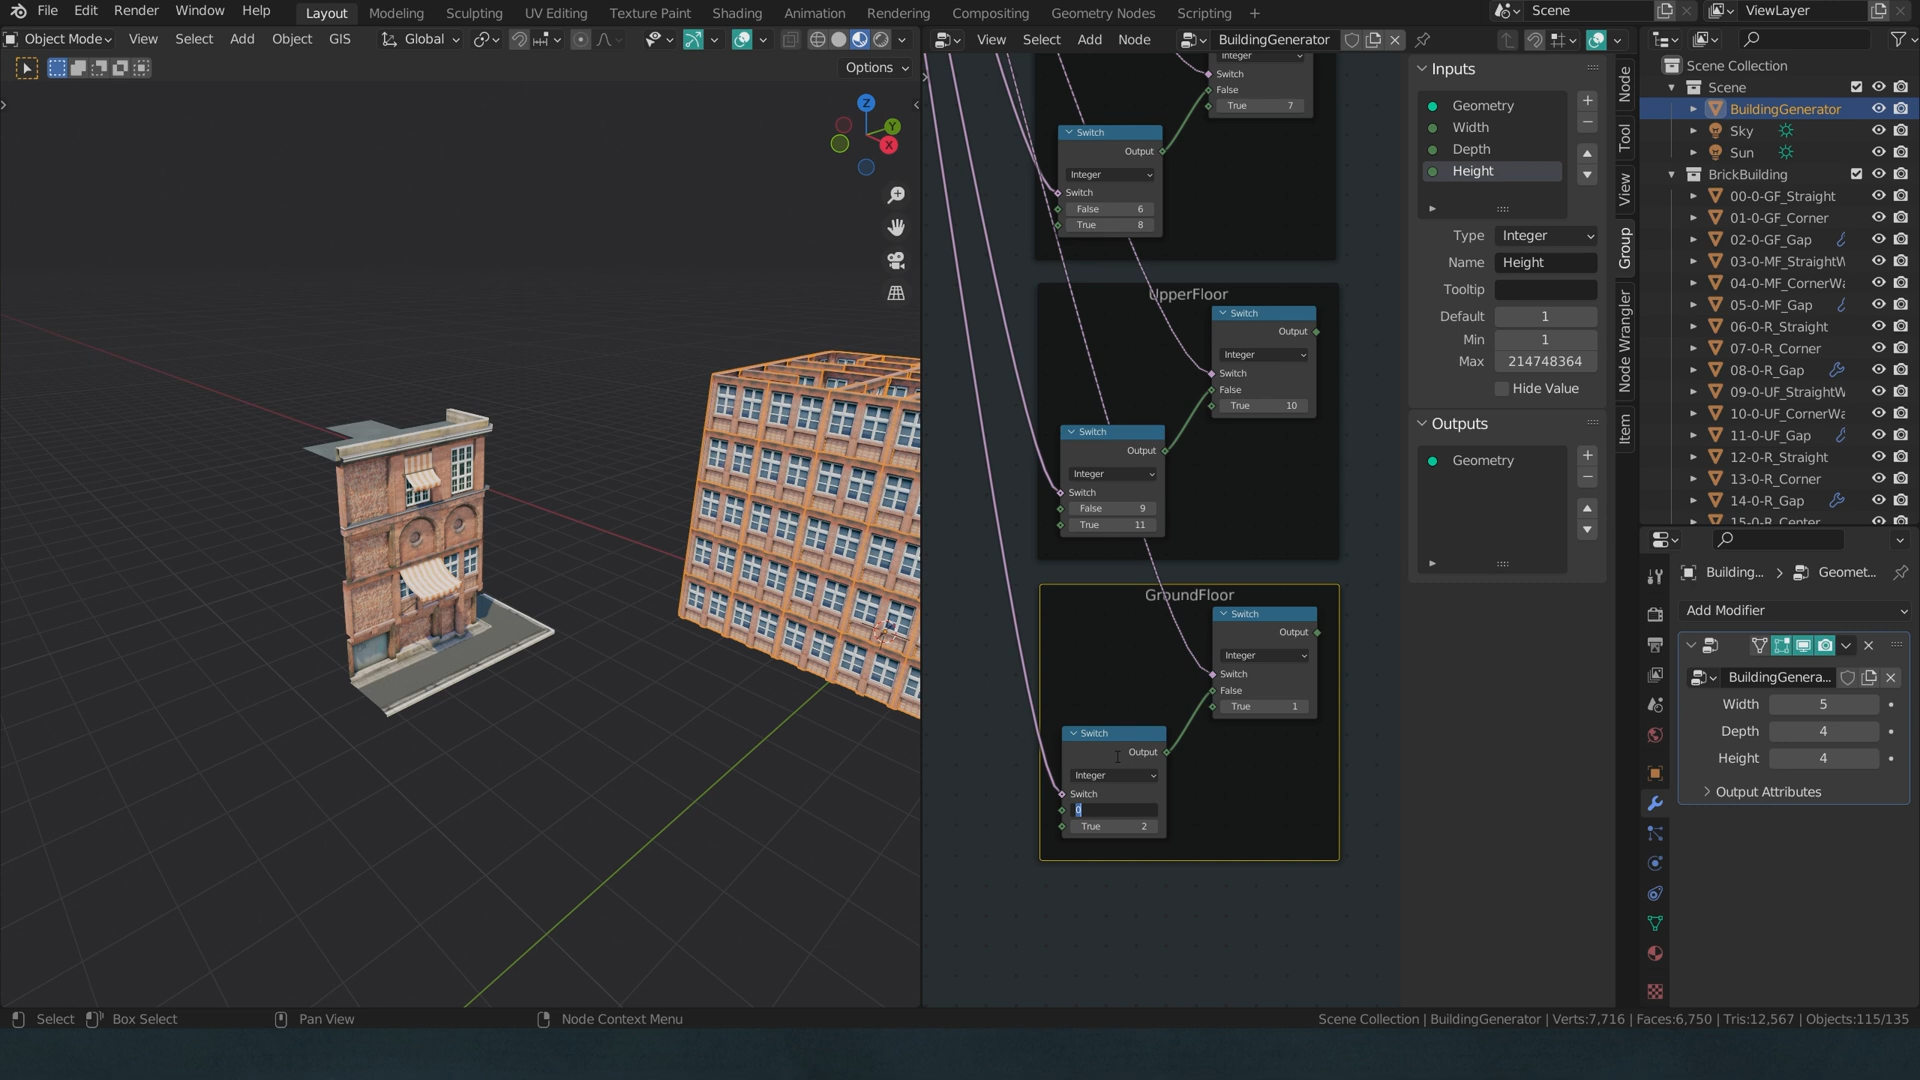 File Edit Render Window Help Layout Modeling Sculpting UV Editing Texture Paint Shading Animation Rendering Compositing Geometry Nodes Scripting + Scene ViewLayer
Object Mode View Select Add Object GIS Global View Select Add Node BuildingGenerator
Options
Z
Y
X
Integer
Switch
False
True 7
Switch
Output
Integer
Switch
False 6
True 8
UpperFloor
Switch
Output
Integer
Switch
False
True 10
Switch
Output
Integer
Switch
False 9
True 11
GroundFloor
Switch
Output
Integer
Switch
False
True 1
Switch
Output
Integer
Switch
0
True 2
Inputs
Geometry
Width
Depth
Height
Type Integer
Name Height
Tooltip
Default 1
Min 1
Max 214748364
Hide Value
Outputs
Geometry
Node
Tool
View
Group
Node Wrangler
Item
Scene Collection
Scene
BuildingGenerator
Sky
Sun
BrickBuilding
00-0-GF_Straight
01-0-GF_Corner
02-0-GF_Gap
03-0-MF_StraightW
04-0-MF_CornerWa
05-0-MF_Gap
06-0-R_Straight
07-0-R_Corner
08-0-R_Gap
09-0-UF_StraightW
10-0-UF_CornerWa
11-0-UF_Gap
12-0-R_Straight
13-0-R_Corner
14-0-R_Gap
15-0-R_Center
Building... > Geomet...
Add Modifier
BuildingGenera...
Width 5
Depth 4
Height 4
Output Attributes
Select Box Select Pan View Node Context Menu Scene Collection | BuildingGenerator | Verts:7,716 | Faces:6,750 | Tris:12,567 | Objects:115/135